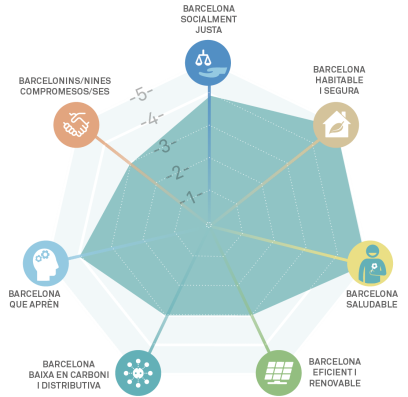 BARCELONA
SOCIALMENT
JUSTA
BARCELONINS/NINES
COMPROMESOS/SES
BARCELONA
HABITABLE
I SEGURA
-5-
-4-
-3-
-2-
-1-
BARCELONA
QUE APRÈN
BARCELONA
SALUDABLE
BARCELONA
BAIXA EN CARBONI
I DISTRIBUTIVA
BARCELONA
EFICIENT I
RENOVABLE